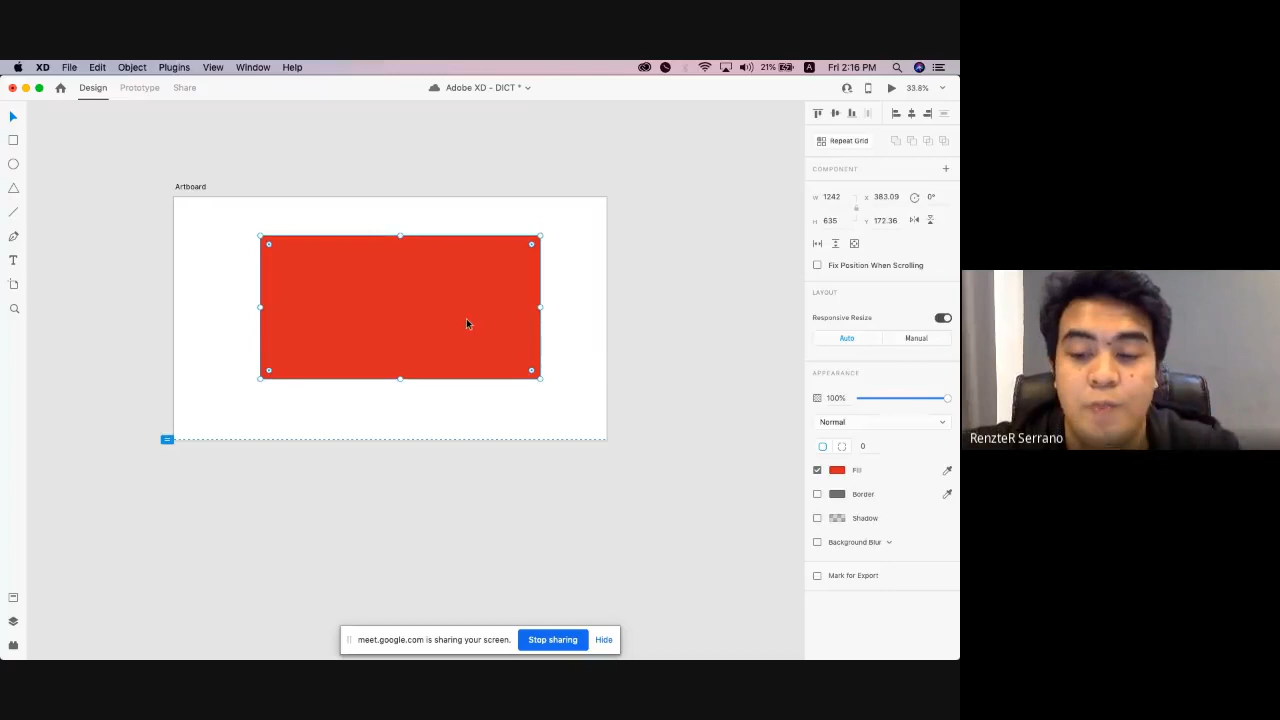 XD File Edit Object Plugins View Window Help 21% A Fri 2:16 PM
Design Prototype Share Adobe XD - DICT * 33.8%
Repeat Grid
COMPONENT +
W 1242 X 383.09 0°
H 635 Y 172.36
Fix Position When Scrolling
LAYOUT
Responsive Resize
Auto Manual
APPEARANCE
100%
Normal
0
Fill
Border
Shadow
Background Blur
Mark for Export
T
Artboard
meet.google.com is sharing your screen. Stop sharing Hide
RenzteR Serrano